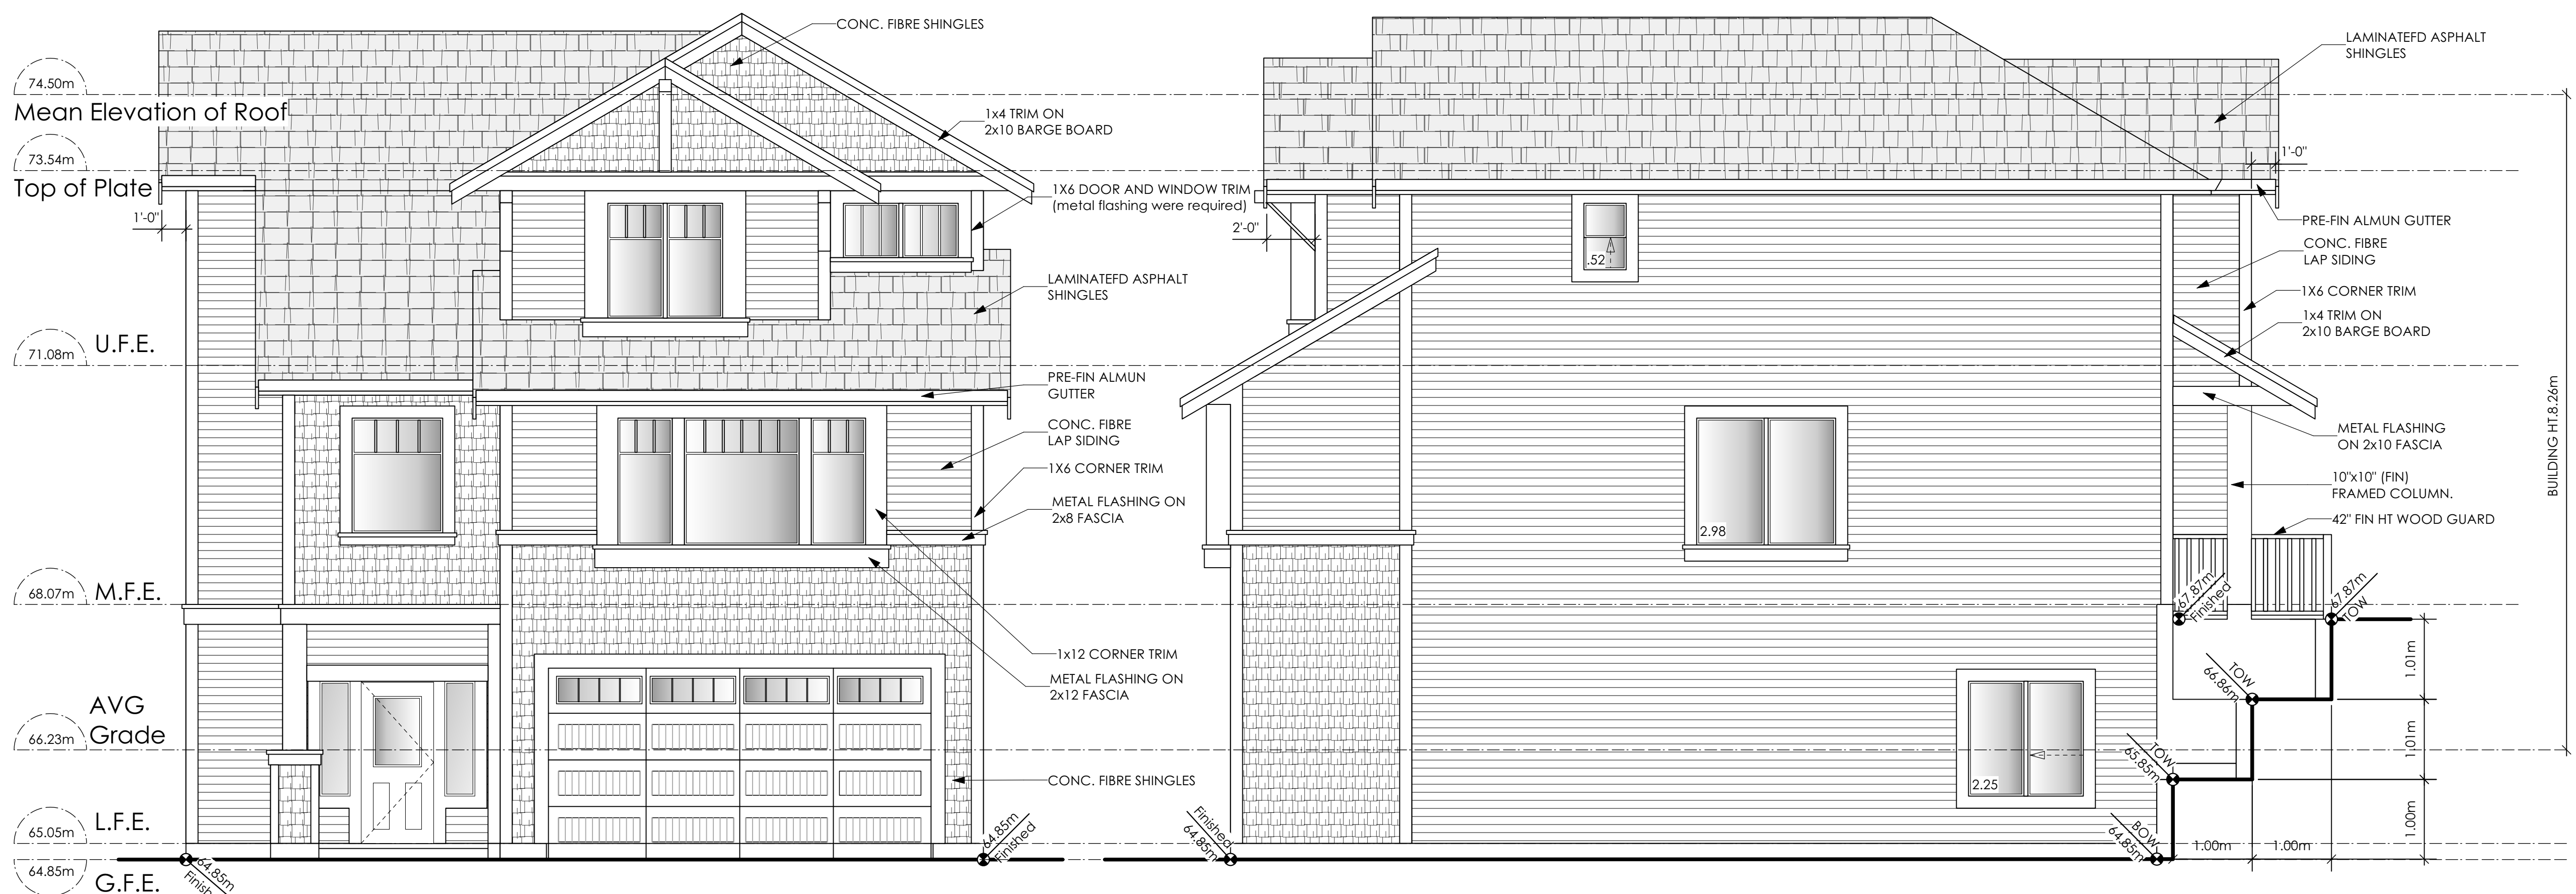 74.50m
Mean Elevation of Roof
73.54m
Top of Plate
1'-0"
71.08m
U.F.E.
68.07m
M.F.E.
AVG
Grade
66.23m
65.05m
L.F.E.
64.85m
G.F.E.
64.85m
CONC. FIBRE SHINGLES
1x4 TRIM ON
2x10 BARGE BOARD
1X6 DOOR AND WINDOW TRIM
(metal flashing were required)
LAMINATEFD ASPHALT
SHINGLES
PRE-FIN ALMUN
GUTTER
CONC. FIBRE
LAP SIDING
1X6 CORNER TRIM
METAL FLASHING ON
2x8 FASCIA
1x12 CORNER TRIM
METAL FLASHING ON
2x12 FASCIA
CONC. FIBRE SHINGLES
64.85m
Finished
Finished
64.85m
2'-0"
.52
2.98
2.25
LAMINATEFD ASPHALT
SHINGLES
1'-0"
PRE-FIN ALMUN GUTTER
CONC. FIBRE
LAP SIDING
1X6 CORNER TRIM
1x4 TRIM ON
2x10 BARGE BOARD
METAL FLASHING
ON 2x10 FASCIA
10"x10" (FIN)
FRAMED COLUMN.
42" FIN HT WOOD GUARD
67.87m
Finished
67.87m
TOW
TOW
66.86m
TOW
65.85m
BOW
64.85m
1.00m
1.00m
1.01m
1.01m
1.00m
BUILDING HT.8.26m